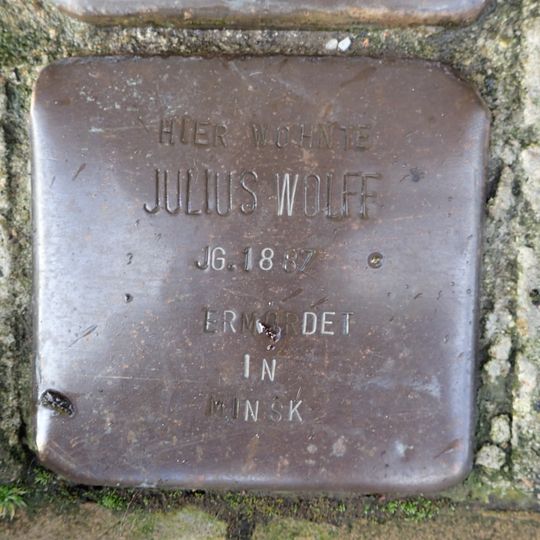 HIER WOHNTE
JULIUS WOLFF
JG. 1887
ERMORDET
IN
MINSK